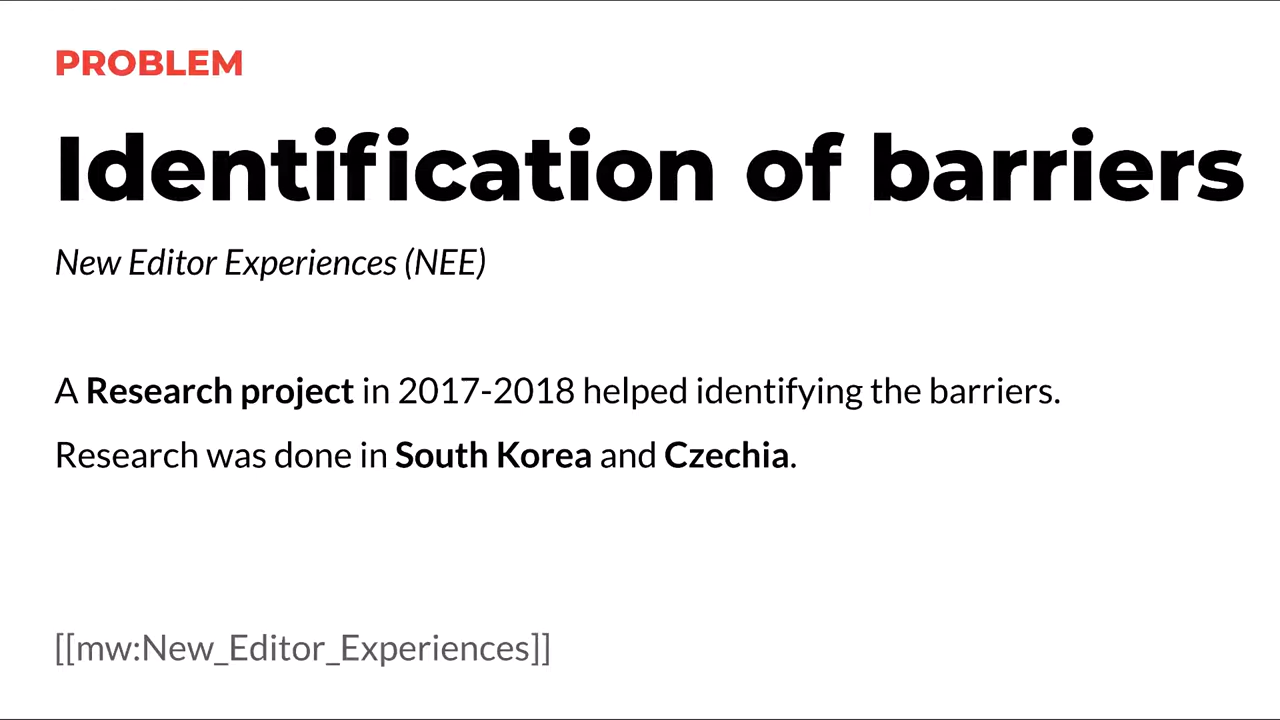 PROBLEM
Identification of barriers
New Editor Experiences (NEE)
A Research project in 2017-2018 helped identifying the barriers.
Research was done in South Korea and Czechia.
[[mw:New_Editor_Experiences]]